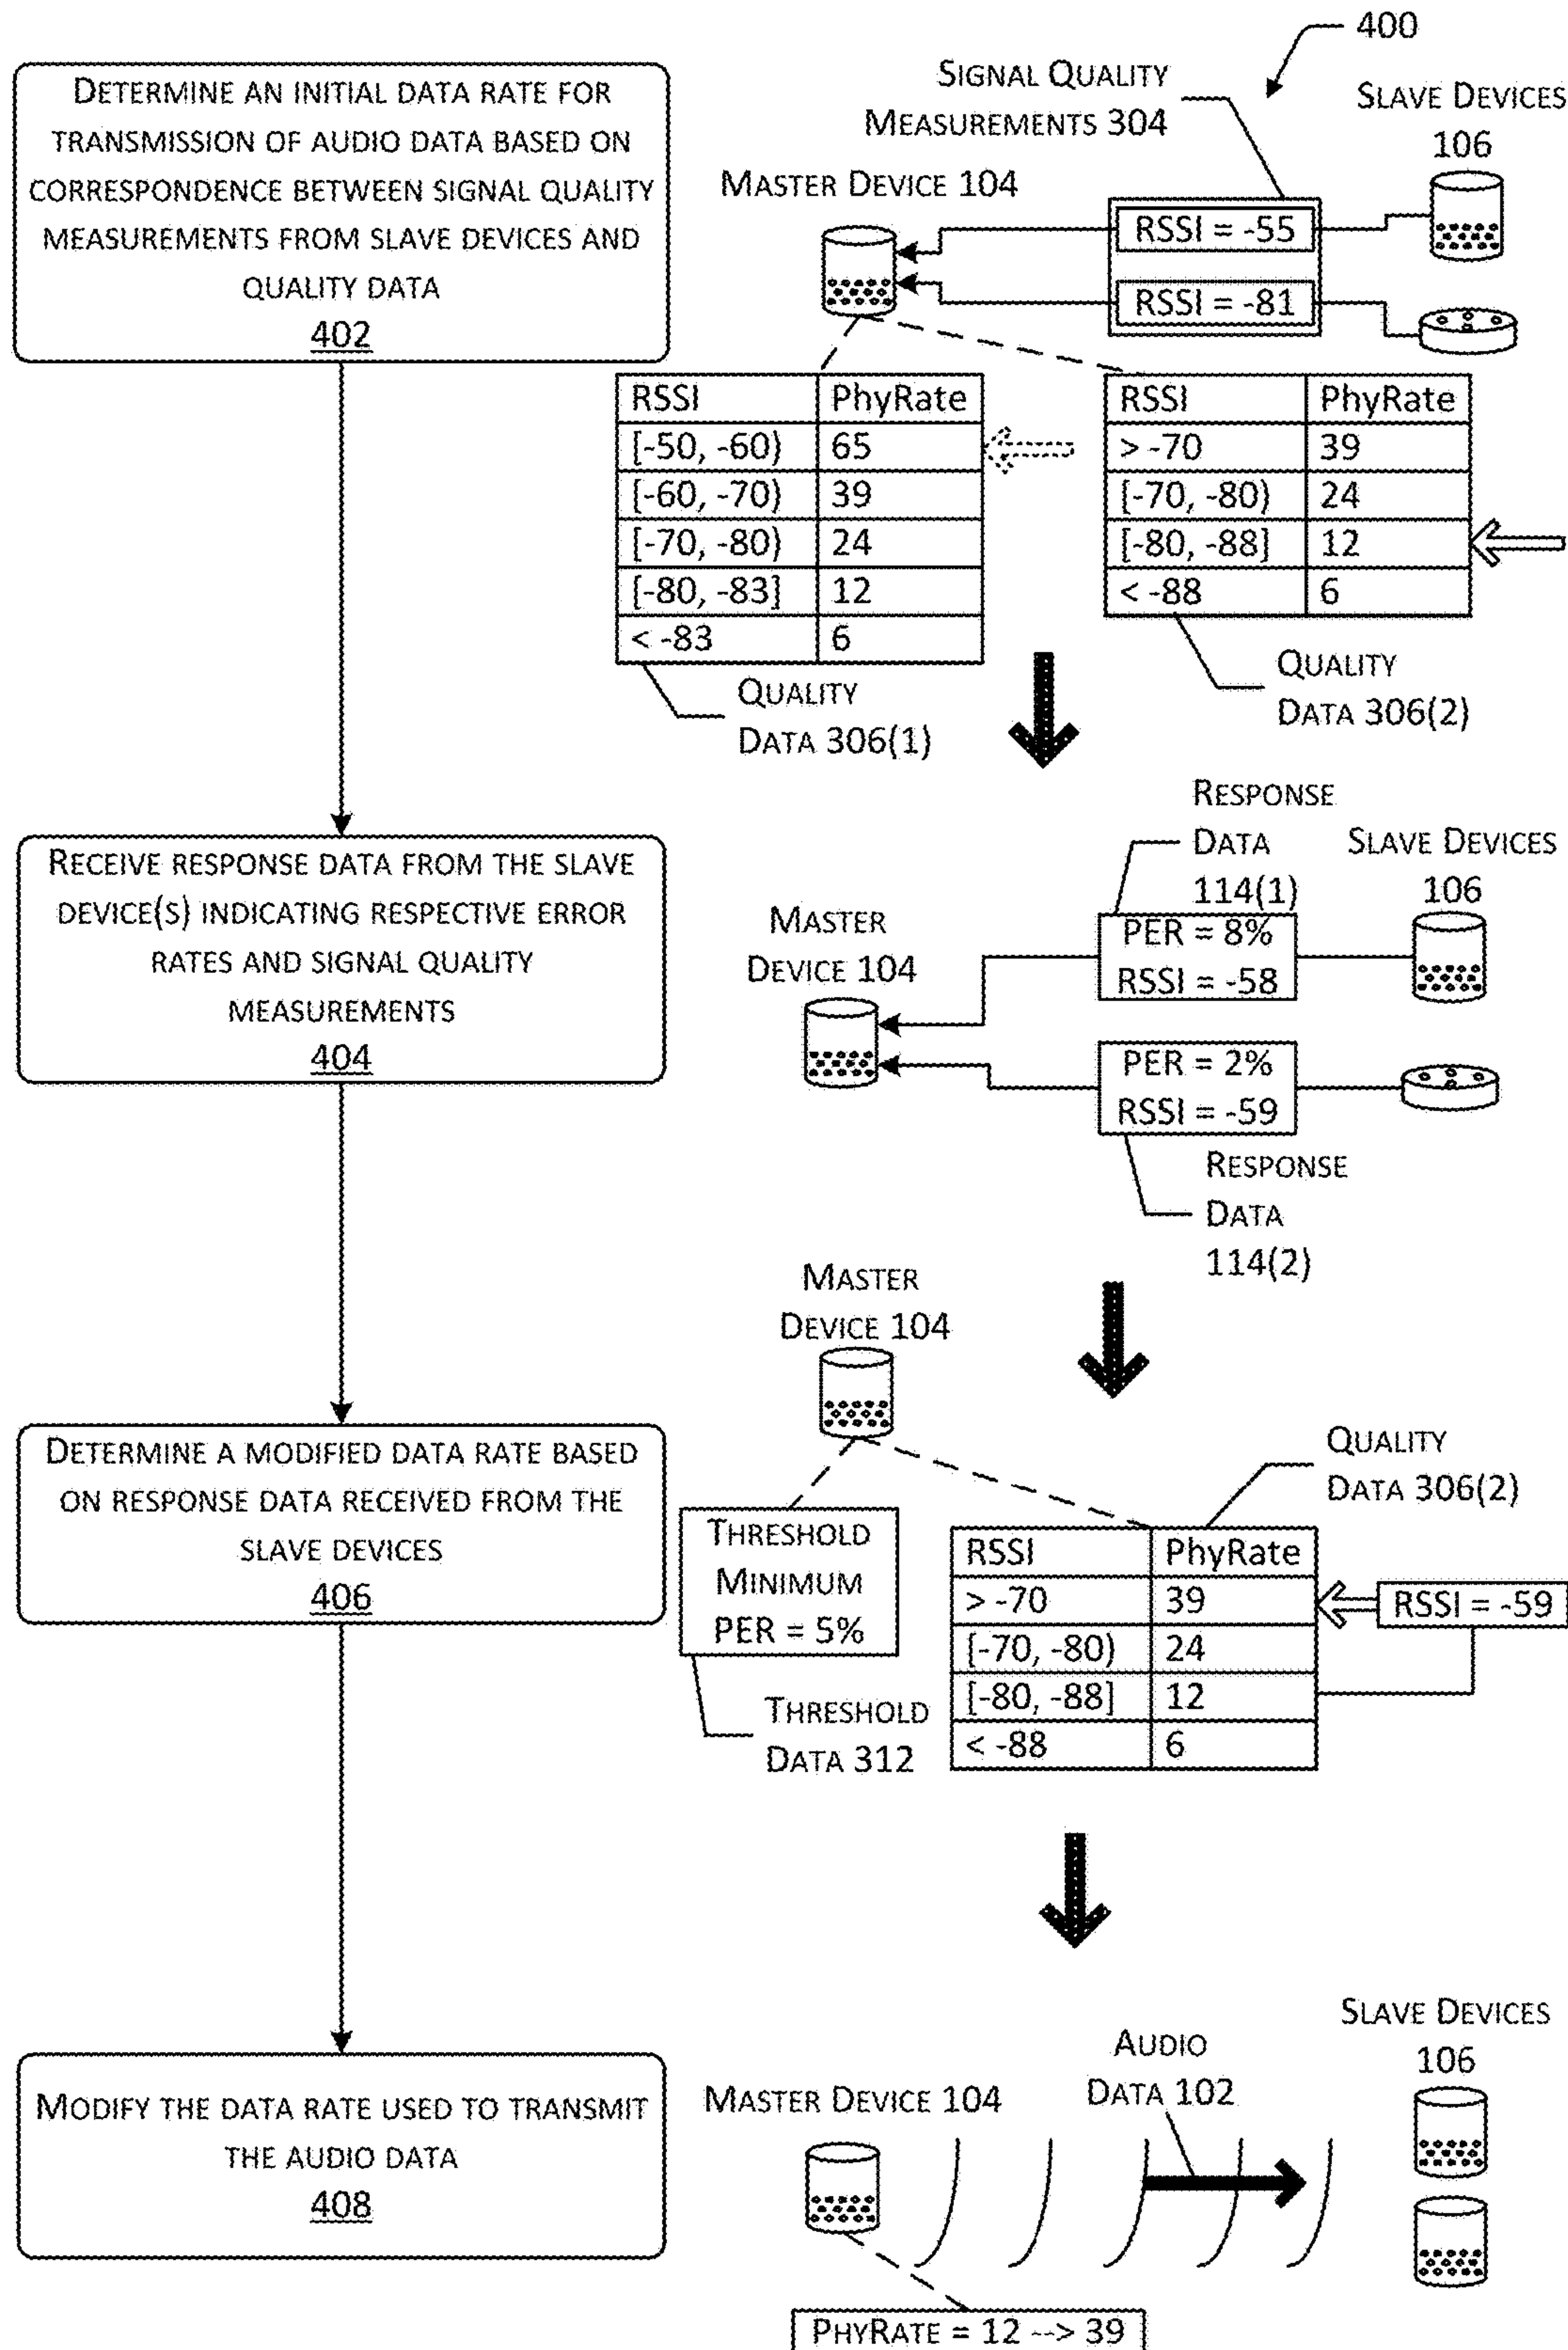 400
DETERMINE AN INITIAL DATA RATE FOR
TRANSMISSION OF AUDIO DATA BASED ON
CORRESPONDENCE BETWEEN SIGNAL QUALITY
MEASUREMENTS FROM SLAVE DEVICES AND
QUALITY DATA
402
SIGNAL QUALITY
MEASUREMENTS 304
SLAVE DEVICES
106
MASTER DEVICE 104
RSSI = -55
RSSI = -81
RSSI PhyRate
[-50, -60) 65
[-60, -70) 39
[-70, -80) 24
[-80, -83] 12
< -83 6
QUALITY
DATA 306(1)
RSSI PhyRate
> -70 39
[-70, -80) 24
[-80, -88] 12
< -88 6
QUALITY
DATA 306(2)
RECEIVE RESPONSE DATA FROM THE SLAVE
DEVICE(S) INDICATING RESPECTIVE ERROR
RATES AND SIGNAL QUALITY
MEASUREMENTS
404
RESPONSE
DATA
114(1)
SLAVE DEVICES
106
MASTER
DEVICE 104
PER = 8%
RSSI = -58
PER = 2%
RSSI = -59
RESPONSE
DATA
114(2)
DETERMINE A MODIFIED DATA RATE BASED
ON RESPONSE DATA RECEIVED FROM THE
SLAVE DEVICES
406
MASTER
DEVICE 104
THRESHOLD
MINIMUM
PER = 5%
THRESHOLD
DATA 312
QUALITY
DATA 306(2)
RSSI PhyRate
> -70 39
[-70, -80) 24
[-80, -88] 12
< -88 6
RSSI = -59
MODIFY THE DATA RATE USED TO TRANSMIT
THE AUDIO DATA
408
MASTER DEVICE 104
AUDIO
DATA 102
SLAVE DEVICES
106
PHYRATE = 12 --> 39